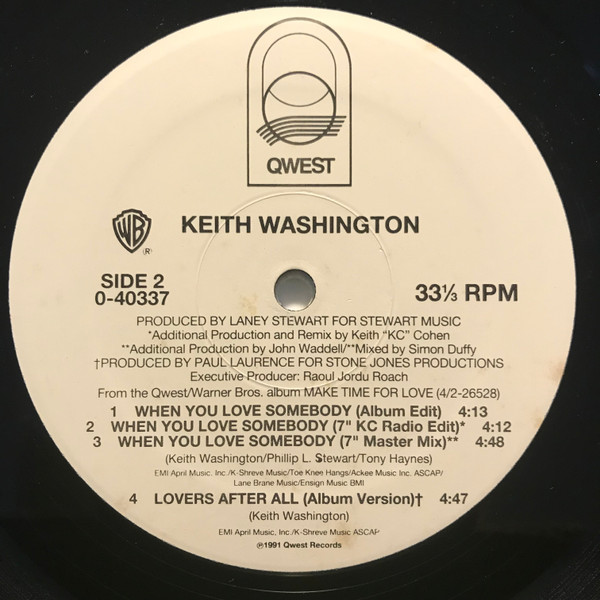 QWEST
WB
(R)
KEITH WASHINGTON
SIDE 2
0-40337
33⅓ RPM
PRODUCED BY LANEY STEWART FOR STEWART MUSIC
*Additional Production and Remix by Keith "KC" Cohen
**Additional Production by John Waddell/**Mixed by Simon Duffy
†PRODUCED BY PAUL LAURENCE FOR STONE JONES PRODUCTIONS
Executive Producer: Raoul Jordu Roach
From the Qwest/Warner Bros. album MAKE TIME FOR LOVE (4/2-26528)
1 WHEN YOU LOVE SOMEBODY (Album Edit) 4:13
2 WHEN YOU LOVE SOMEBODY (7" KC Radio Edit)* 4:12
3 WHEN YOU LOVE SOMEBODY (7" Master Mix)** 4:48
(Keith Washington/Phillip L. Stewart/Tony Haynes)
EMI April Music. Inc./K-Shreve Music/Toe Knee Hangs/Ackee Music Inc. ASCAP/
Lane Brane Music/Ensign Music BMI
4 LOVERS AFTER ALL (Album Version)† 4:47
(Keith Washington)
EMI April Music, Inc./K-Shreve Music ASCAP
℗1991 Qwest Records